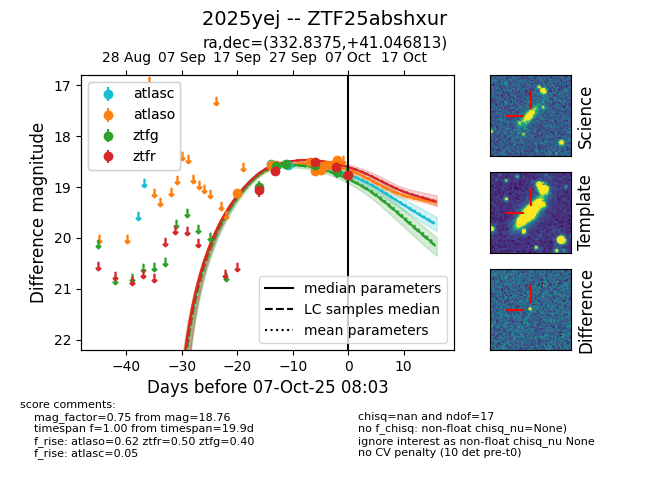 2025yej -- ZTF25abshxur
ra,dec=(332.8375,+41.046813)
28 Aug 07 Sep 17 Sep 27 Sep 07 Oct 17 Oct
17
18
19
20
21
22
Difference magnitude
atlasc
atlaso
ztfg
ztfr
median parameters
LC samples median
mean parameters
−40 −30 −20 −10 0 10
Days before 07-Oct-25 08:03
Science
Template
Difference
score comments:
mag_factor=0.75 from mag=18.76
timespan f=1.00 from timespan=19.9d
f_rise: atlaso=0.62 ztfr=0.50 ztfg=0.40
f_rise: atlasc=0.05
chisq=nan and ndof=17
no f_chisq: non-float chisq_nu=None)
ignore interest as non-float chisq_nu None
no CV penalty (10 det pre-t0)